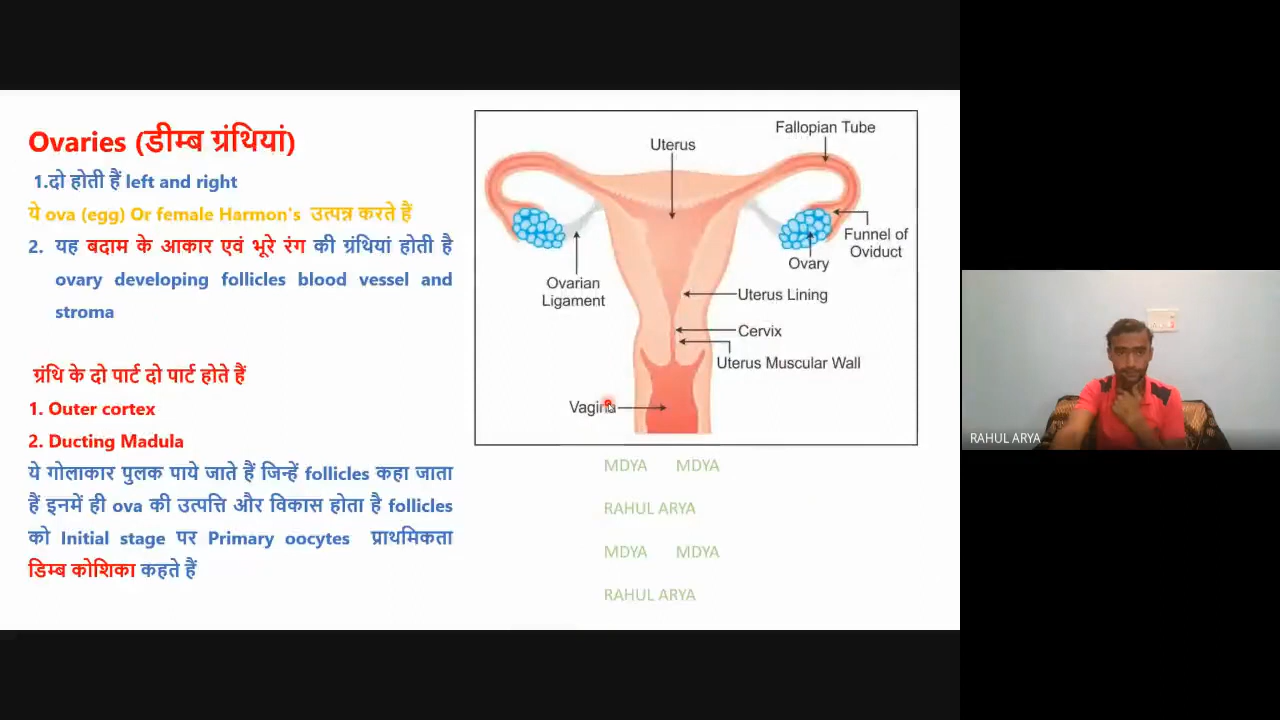 Ovaries (डीम्ब ग्रंथियां)
1.दो होती हैं left and right
ये ova (egg) Or female Harmon's उत्पन्न करते हैं
2. यह बदाम के आकार एवं भूरे रंग की ग्रंथियां होती है
ovary developing follicles blood vessel and
stroma
ग्रंथि के दो पार्ट दो पार्ट होते हैं
1. Outer cortex
2. Ducting Madula
ये गोलाकार पुलक पाये जाते हैं जिन्हें follicles कहा जाता
हैं इनमें ही ova की उत्पत्ति और विकास होता है follicles
को Initial stage पर Primary oocytes प्राथमिकता
डिम्ब कोशिका कहते हैं
Fallopian Tube
Uterus
Funnel of
Oviduct
Ovary
Ovarian
Ligament
Uterus Lining
Cervix
Uterus Muscular Wall
Vagina
MDYA MDYA
RAHUL ARYA
MDYA MDYA
RAHUL ARYA
RAHUL ARYA